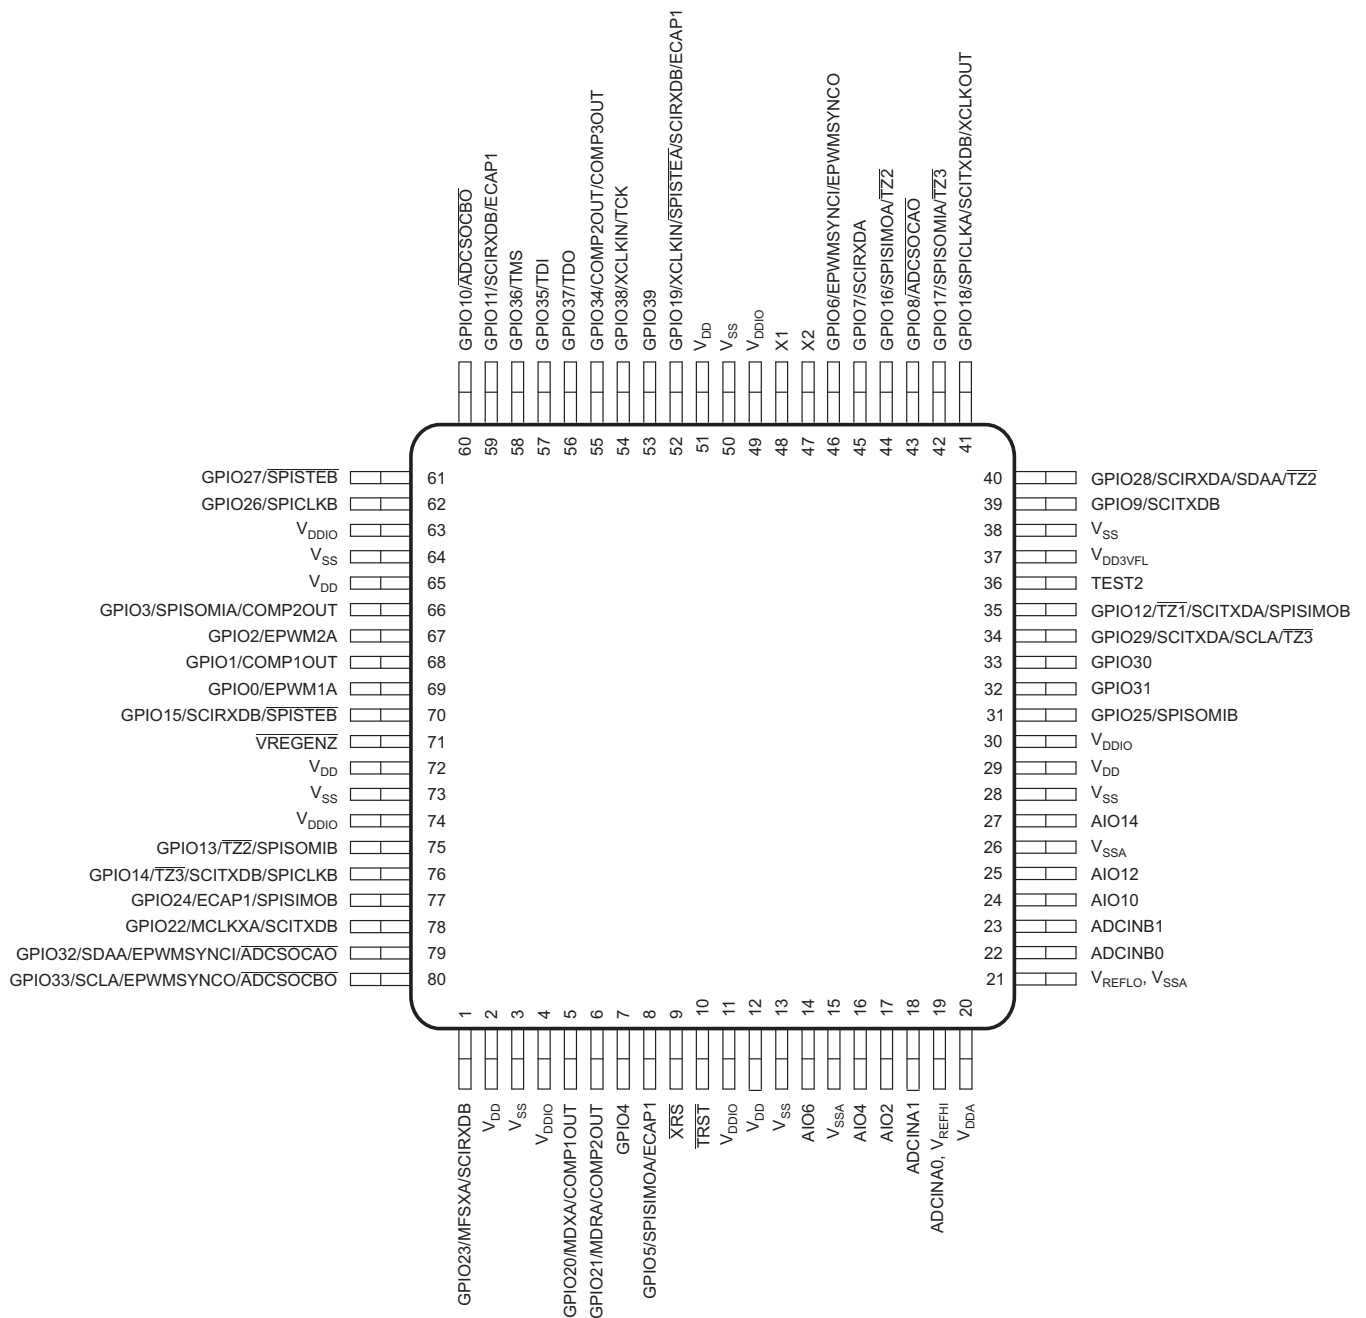 GPIO10/ADCSOCBO
GPIO11/SCIRXDB/ECAP1
GPIO36/TMS
GPIO35/TDI
GPIO37/TDO
GPIO34/COMP2OUT/COMP3OUT
GPIO38/XCLKIN/TCK
GPIO39
GPIO19/XCLKIN/SPISTEA/SCIRXDB/ECAP1
VDD
VSS
VDDIO
X1
X2
GPIO6/EPWMSYNCI/EPWMSYNCO
GPIO7/SCIRXDA
GPIO16/SPISIMOA/TZ2
GPIO8/ADCSOCAO
GPIO17/SPISOMIA/TZ3
GPIO18/SPICLKA/SCITXDB/XCLKOUT
60
59
58
57
56
55
54
53
52
51
50
49
48
47
46
45
44
43
42
41
GPIO27/SPISTEB 61
GPIO26/SPICLKB 62
VDDIO 63
VSS 64
VDD 65
GPIO3/SPISOMIA/COMP2OUT 66
GPIO2/EPWM2A 67
GPIO1/COMP1OUT 68
GPIO0/EPWM1A 69
GPIO15/SCIRXDB/SPISTEB 70
VREGENZ 71
VDD 72
VSS 73
VDDIO 74
GPIO13/TZ2/SPISOMIB 75
GPIO14/TZ3/SCITXDB/SPICLKB 76
GPIO24/ECAP1/SPISIMOB 77
GPIO22/MCLKXA/SCITXDB 78
GPIO32/SDAA/EPWMSYNCI/ADCSOCAO 79
GPIO33/SCLA/EPWMSYNCO/ADCSOCBO 80
40 GPIO28/SCIRXDA/SDAA/TZ2
39 GPIO9/SCITXDB
38 VSS
37 VDD3VFL
36 TEST2
35 GPIO12/TZ1/SCITXDA/SPISIMOB
34 GPIO29/SCITXDA/SCLA/TZ3
33 GPIO30
32 GPIO31
31 GPIO25/SPISOMIB
30 VDDIO
29 VDD
28 VSS
27 AIO14
26 VSSA
25 AIO12
24 AIO10
23 ADCINB1
22 ADCINB0
21 VREFLO, VSSA
1
2
3
4
5
6
7
8
9
10
11
12
13
14
15
16
17
18
19
20
GPIO23/MFSXA/SCIRXDB
VDD
VSS
VDDIO
GPIO20/MDXA/COMP1OUT
GPIO21/MDRA/COMP2OUT
GPIO4
GPIO5/SPISIMOA/ECAP1
XRS
TRST
VDDIO
VDD
VSS
AIO6
VSSA
AIO4
AIO2
ADCINA1
ADCINA0, VREFHI
VDDA